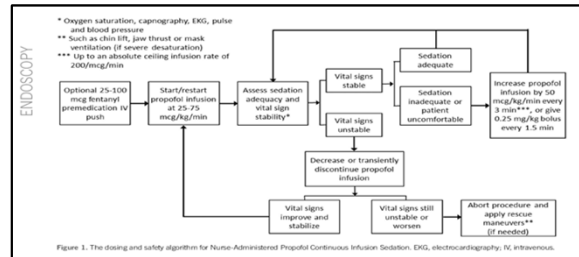 ENDOSCOPY
* Oxygen saturation, capnography, EKG, pulse
and blood pressure
** Such as chin lift, jaw thrust or mask
ventilation (if severe desaturation)
*** Up to an absolute ceiling infusion rate of
200/mcg/min
Optional 25-100
mcg fentanyl
premedication IV
push
Start/restart
propofol infusion
at 25-75
mcg/kg/min
Assess sedation
adequacy and
vital sign
stability*
Vital signs
stable
Vital signs
unstable
Sedation
adequate
Sedation
inadequate or
patient
uncomfortable
Increase propofol
infusion by 50
mcg/kg/min every
3 min***, or give
0.25 mg/kg bolus
every 1.5 min
Decrease or transiently
discontinue propofol
infusion
Vital signs
improve and
stabilize
Vital signs still
unstable or
worsen
Abort procedure and
apply rescue
maneuvers**
(if needed)
Figure 1. The dosing and safety algorithm for Nurse-Administered Propofol Continuous Infusion Sedation. EKG, electrocardiography; IV, intravenous.